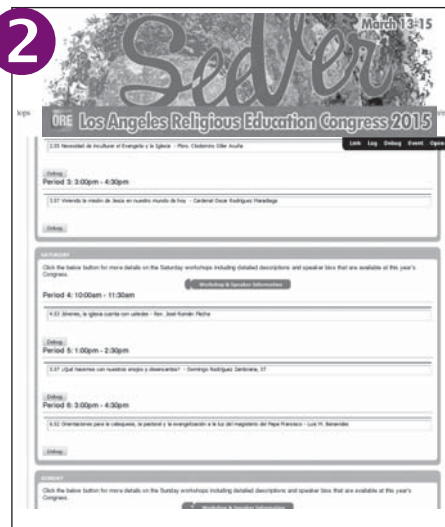 2
March 13-15
SedVer
ORE Los Angeles Religious Education Congress 2015
Link Log Debug Event Open
2.55 Necesidad de inculturar el Evangelio y la Iglesia - Pbro. Clodomiro Siller Acuña
Debug
Period 3: 3:00pm - 4:30pm
3.57 Viviendo la misión de Jesús en nuestro mundo de hoy - Cardenal Oscar Rodríguez Maradiaga
Debug
SATURDAY
Click the below button for more details on the Saturday workshops including detailed descriptions and speaker bios that are available at this year's
Congress.
Workshop & Speaker Information
Period 4: 10:00am - 11:30am
4.53 Jóvenes, la iglesia cuenta con ustedes - Rev. José Román Flecha
Debug
Period 5: 1:00pm - 2:30pm
5.57 ¿Qué hacemos con nuestros enojos y desencantos? - Domingo Rodríguez Zambrana, ST
Debug
Period 6: 3:00pm - 4:30pm
6.52 Orientaciones para la catequesis, la pastoral y la evangelización a la luz del magisterio del Papa Francisco - Luis M. Benavides
Debug
SUNDAY
Click the below button for more details on the Sunday workshops including detailed descriptions and speaker bios that are available at this year's
Congress.
Workshop & Speaker Information